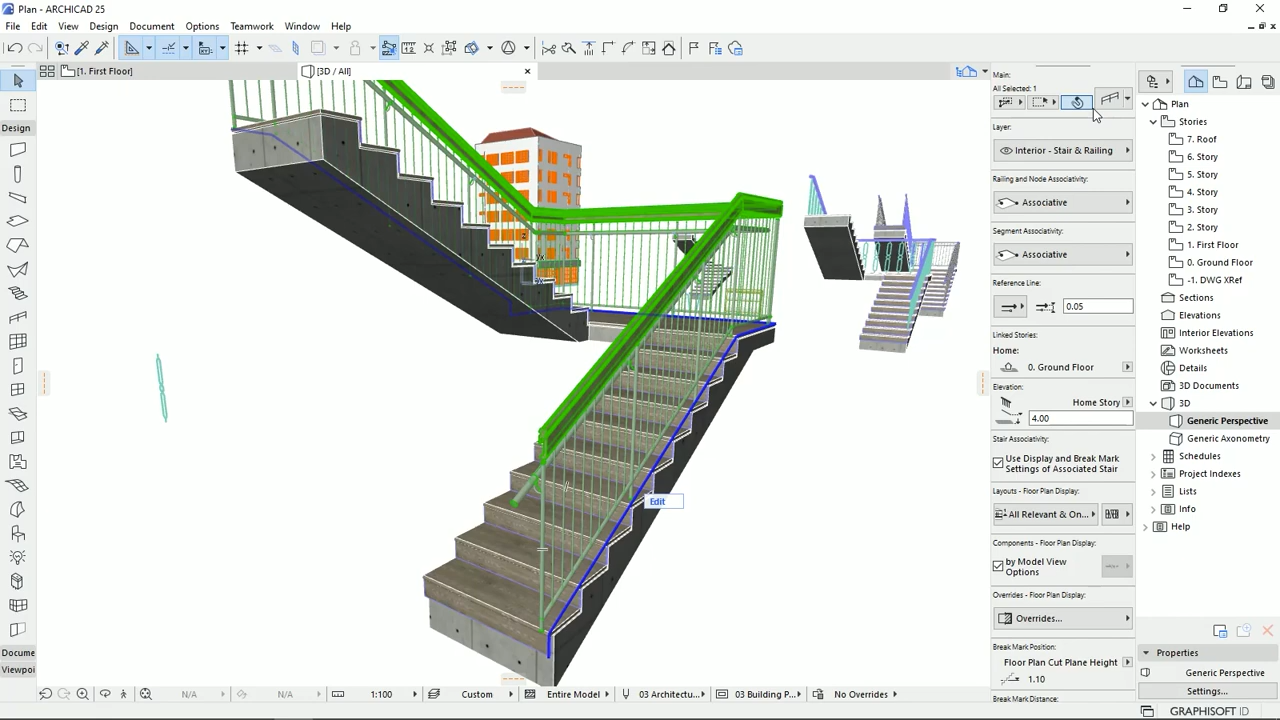 Plan - ARCHICAD 25
File Edit View Design Document Options Teamwork Window Help
[1. First Floor]
[3D / All]
Design
Docume
Viewpoi
z
yx
Edit
Main:
All Selected: 1
Layer:
Interior - Stair & Railing
Railing and Node Associativity:
Associative
Segment Associativity:
Associative
Reference Line:
0.05
Linked Stories:
Home:
0. Ground Floor
Elevation:
Home Story
4.00
Stair Associativity:
Use Display and Break Mark
Settings of Associated Stair
Layouts - Floor Plan Display:
All Relevant & On...
Components - Floor Plan Display:
by Model View
Options
Overrides - Floor Plan Display:
Overrides...
Break Mark Position:
Floor Plan Cut Plane Height
1.10
Break Mark Distance:
Plan
Stories
7. Roof
6. Story
5. Story
4. Story
3. Story
2. Story
1. First Floor
0. Ground Floor
-1. DWG XRef
Sections
Elevations
Interior Elevations
Worksheets
Details
3D Documents
3D
Generic Perspective
Generic Axonometry
Schedules
Project Indexes
Lists
Info
Help
Properties
Generic Perspective
Settings...
GRAPHISOFT ID
N/A
N/A
1:100
Custom
Entire Model
03 Architectu...
03 Building P...
No Overrides